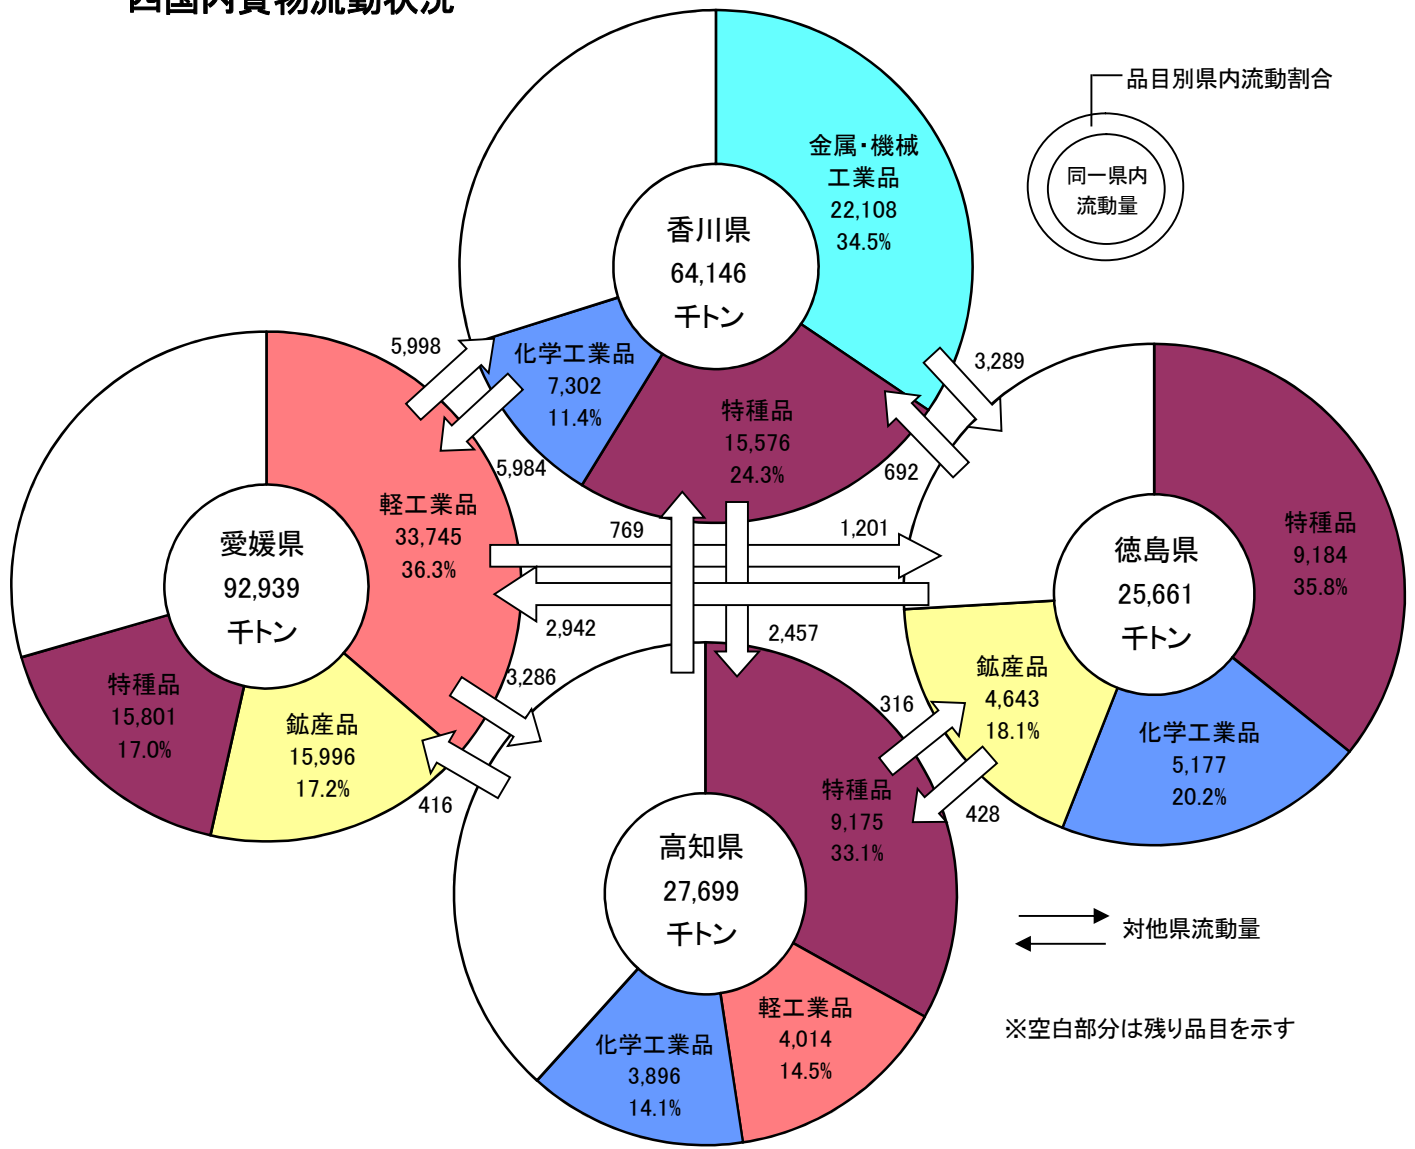 四国内貨物流動状況
品目別県内流動割合
同一県内
流動量
金属・機械
工業品
22,108
34.5%
香川県
64,146
千トン
化学工業品
7,302
11.4%
特種品
15,576
24.3%
5,998
5,984
3,289
692
軽工業品
33,745
36.3%
愛媛県
92,939
千トン
特種品
15,801
17.0%
鉱産品
15,996
17.2%
769
1,201
2,942
2,457
特種品
9,184
35.8%
徳島県
25,661
千トン
鉱産品
4,643
18.1%
化学工業品
5,177
20.2%
3,286
416
316
428
特種品
9,175
33.1%
高知県
27,699
千トン
軽工業品
4,014
14.5%
化学工業品
3,896
14.1%
対他県流動量
※空白部分は残り品目を示す